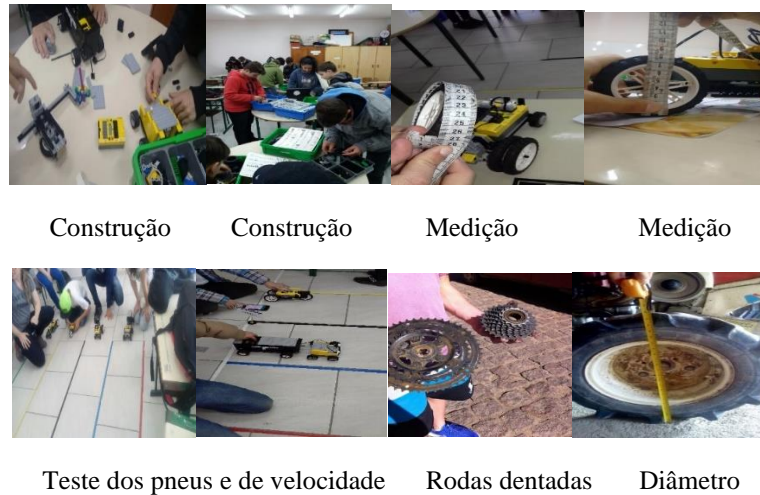 Construção Construção Medição Medição
Teste dos pneus e de velocidade Rodas dentadas Diâmetro